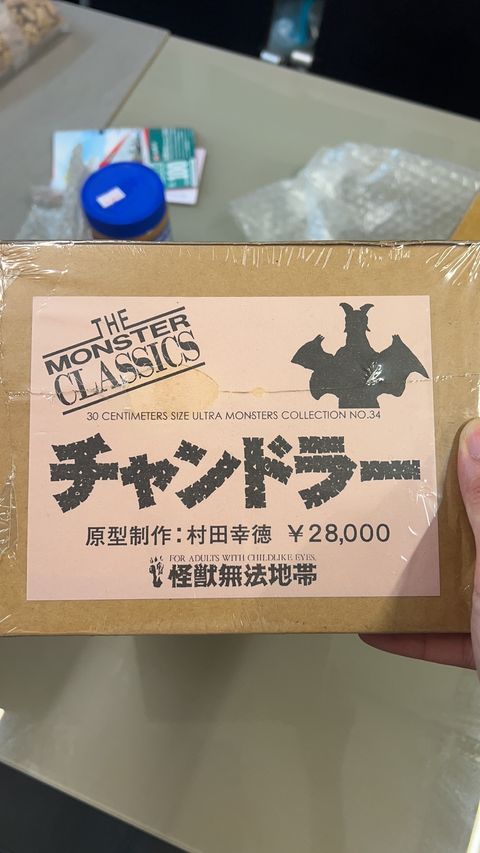 THE
MONSTER
CLASSICS
30 CENTIMETERS SIZE ULTRA MONSTERS COLLECTION NO.34
チャンドラー
原型制作：村田幸徳 ￥28,000
FOR ADULTS WITH CHILDLIKE EYES.
怪獣無法地帯